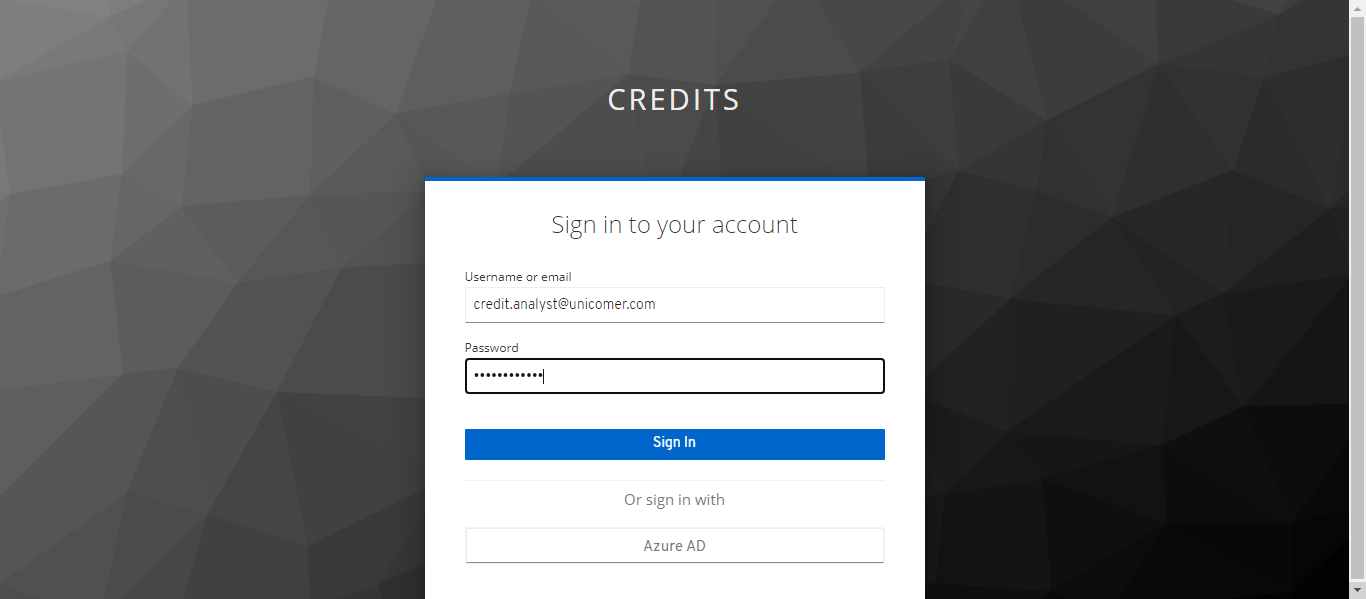 CREDITS
Sign in to your account
Username or email
credit.analyst@unicomer.com
Password
••••••••••••
Sign In
Or sign in with
Azure AD